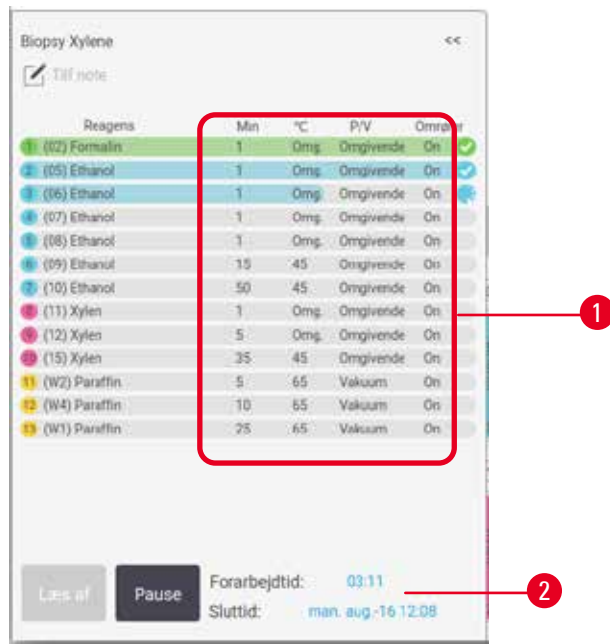 Biopsy Xylene <<
Tilf note
Reagens Min °C P/V Omrører
1 (02) Formalin 1 Omg. Omgivende On
2 (05) Ethanol 1 Omg. Omgivende On
3 (06) Ethanol 1 Omg. Omgivende On
4 (07) Ethanol 1 Omg. Omgivende On
5 (08) Ethanol 1 Omg. Omgivende On
6 (09) Ethanol 15 45 Omgivende On
7 (10) Ethanol 50 45 Omgivende On
8 (11) Xylen 1 Omg. Omgivende On
9 (12) Xylen 5 Omg. Omgivende On
10 (15) Xylen 35 45 Omgivende On
11 (W2) Paraffin 5 65 Vakuum On
12 (W4) Paraffin 10 65 Vakuum On
13 (W1) Paraffin 25 65 Vakuum On
1
Læs af Pause Forarbejdtid: 03:11
Sluttid: man. aug.-16 12:08
2